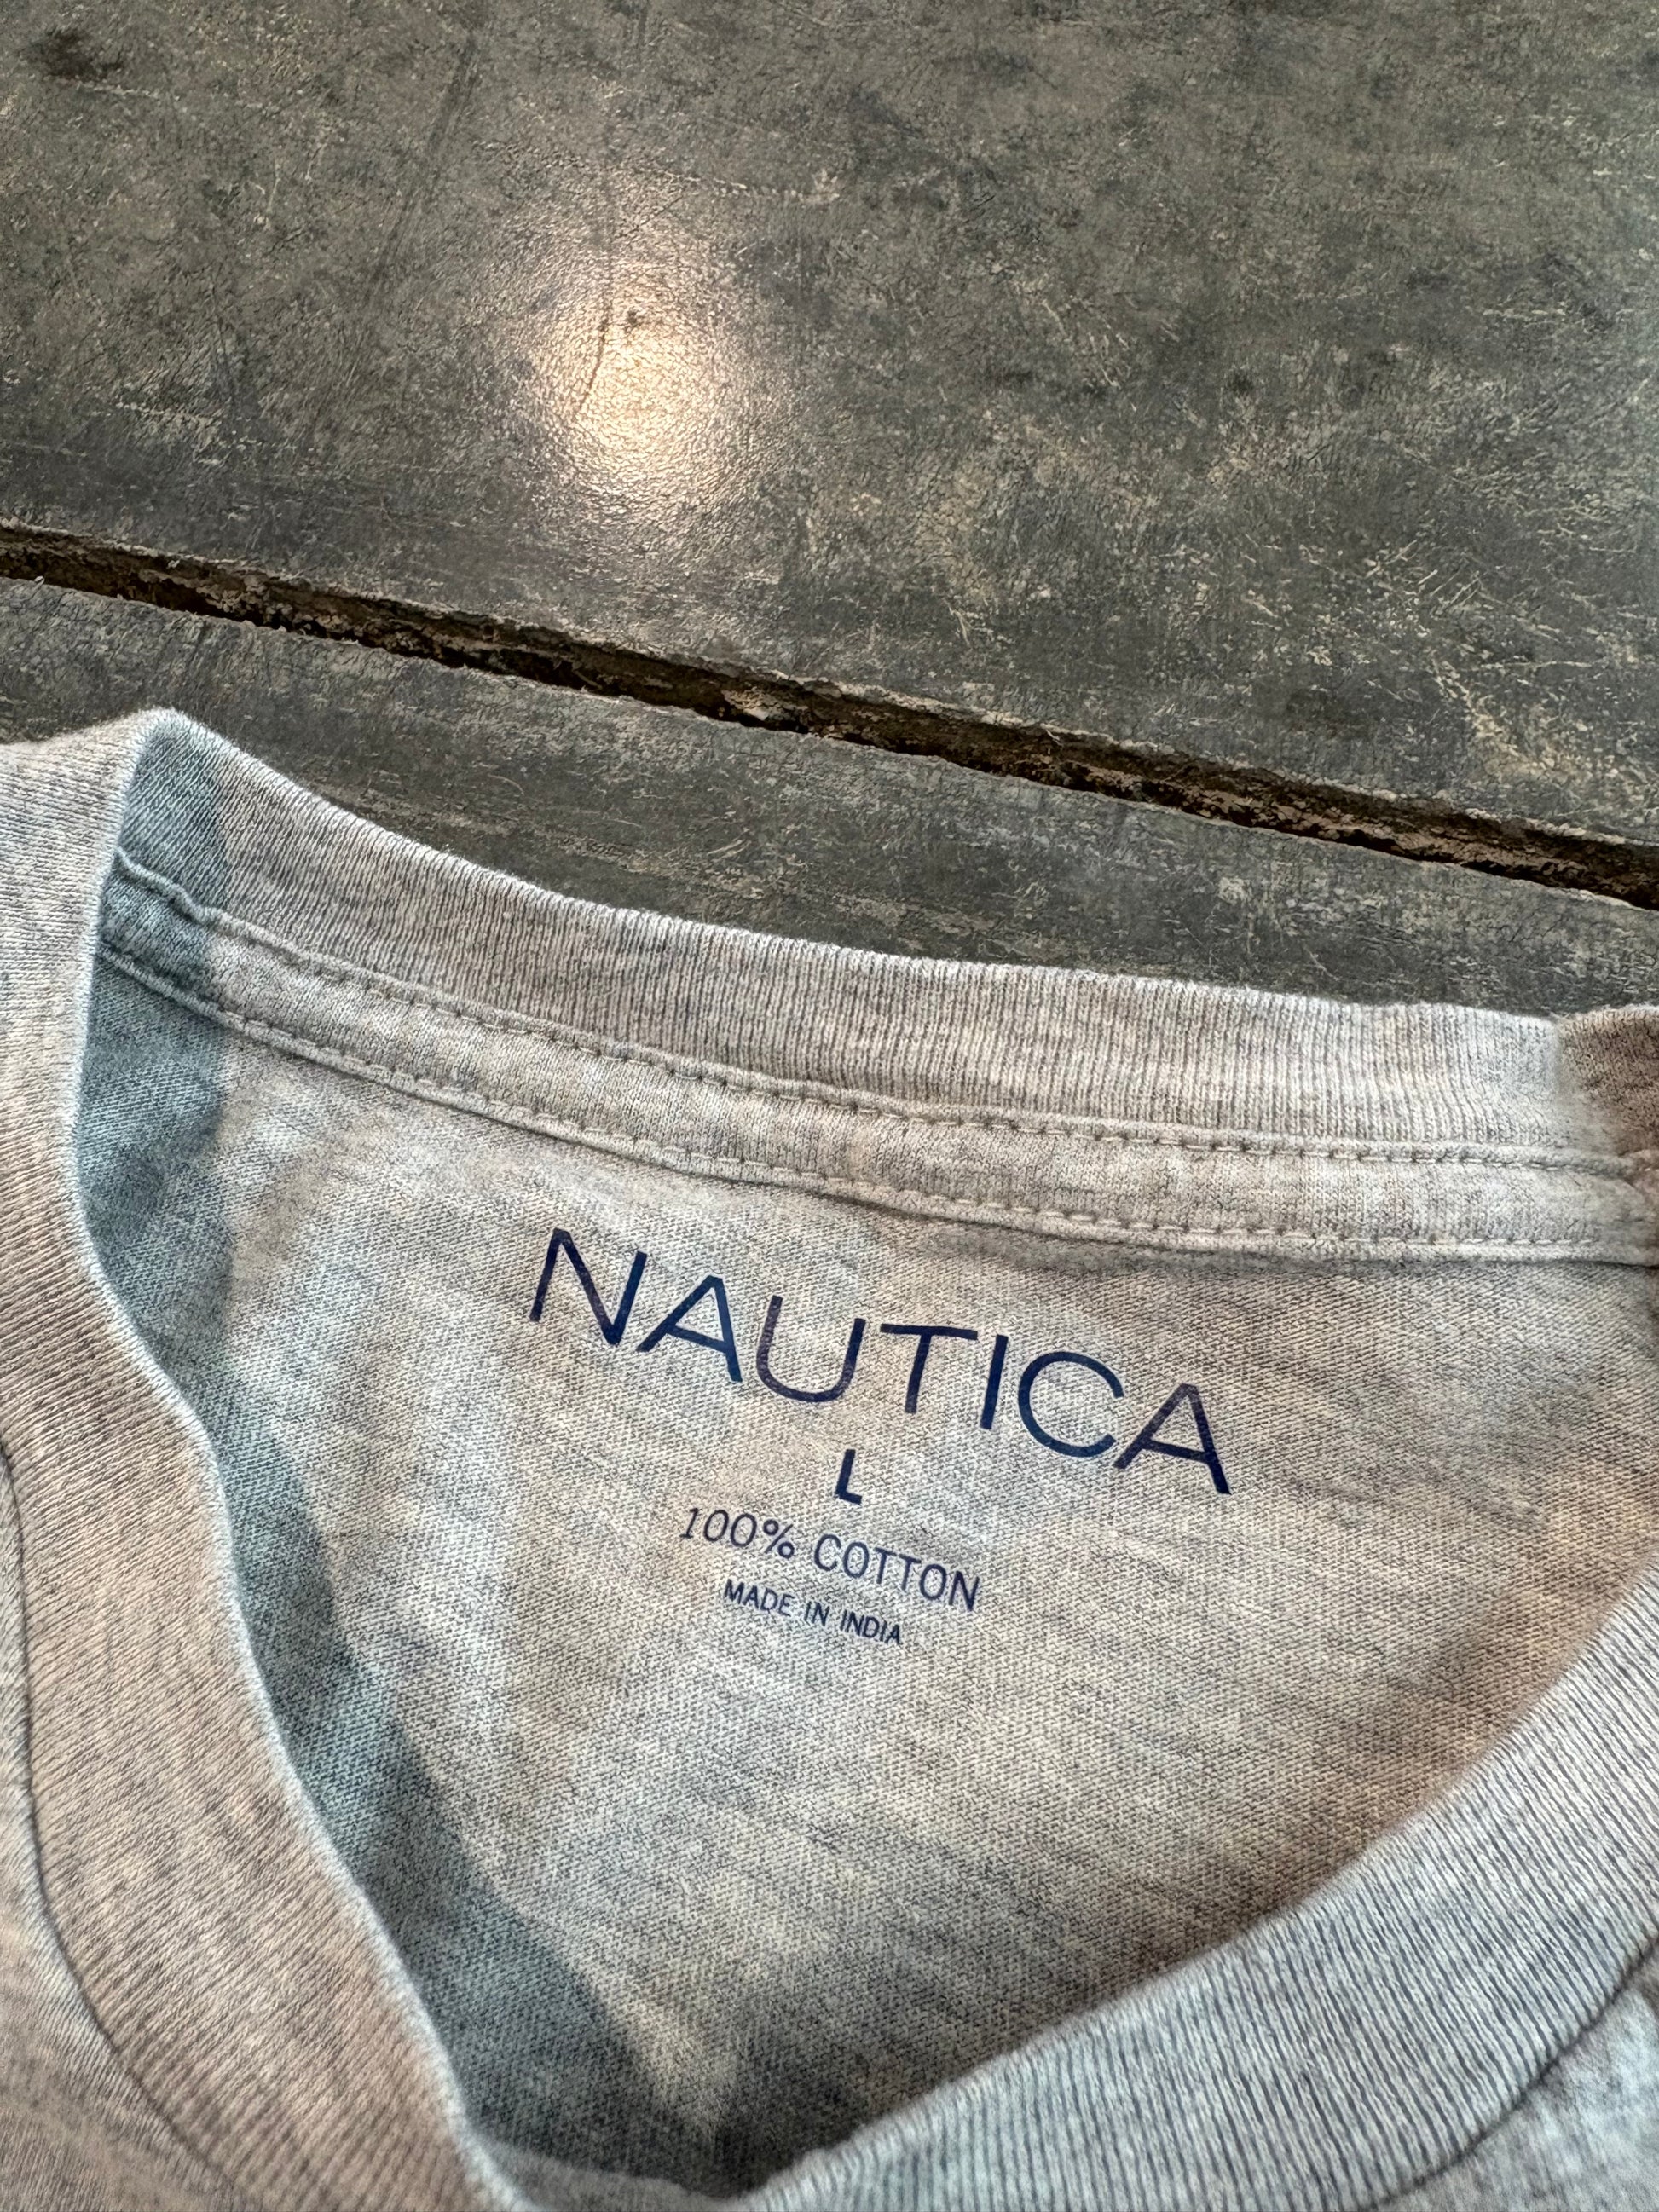 NAUTICA
L
100% COTTON
MADE IN INDIA